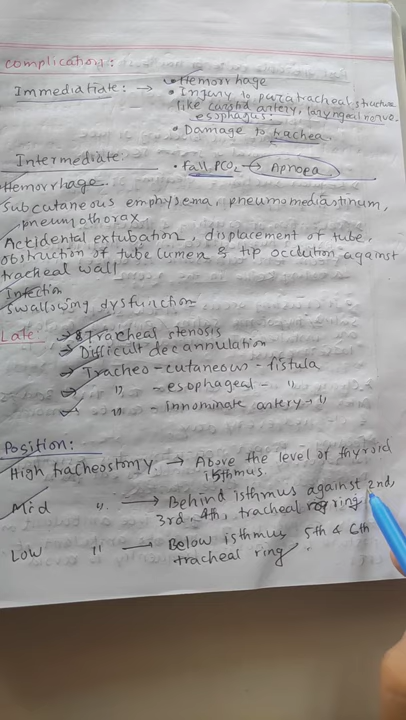 Complication:
Immediatiate: → • Hemorrhage
• Injury to paratracheal structure
like carotid artery, laryngeal nerve,
esophagus.
• Damage to trachea.
Intermediate: • Fall PCO2 → Apnoea
Hemorrhage.
Subcutaneous emphysema, pneumomediastinum,
pneumothorax
Accidental extubation, displacement of tube,
obstruction of tube lumen & tip occlution against
tracheal wall
Infection
Swallowing dysfunction
Late → Tracheal stenosis
→ Difficult decannulation
→ Tracheo-cutaneous-fistula
→ " - esophageal - "
→ " - innominate artery - "
Position:
High tracheostomy → Above the level of thyroid
isthmus.
Mid " → Behind isthmus against 2nd,
3rd, 4th, tracheal ring
Low " → Below isthmus 5th & 6th
tracheal ring.